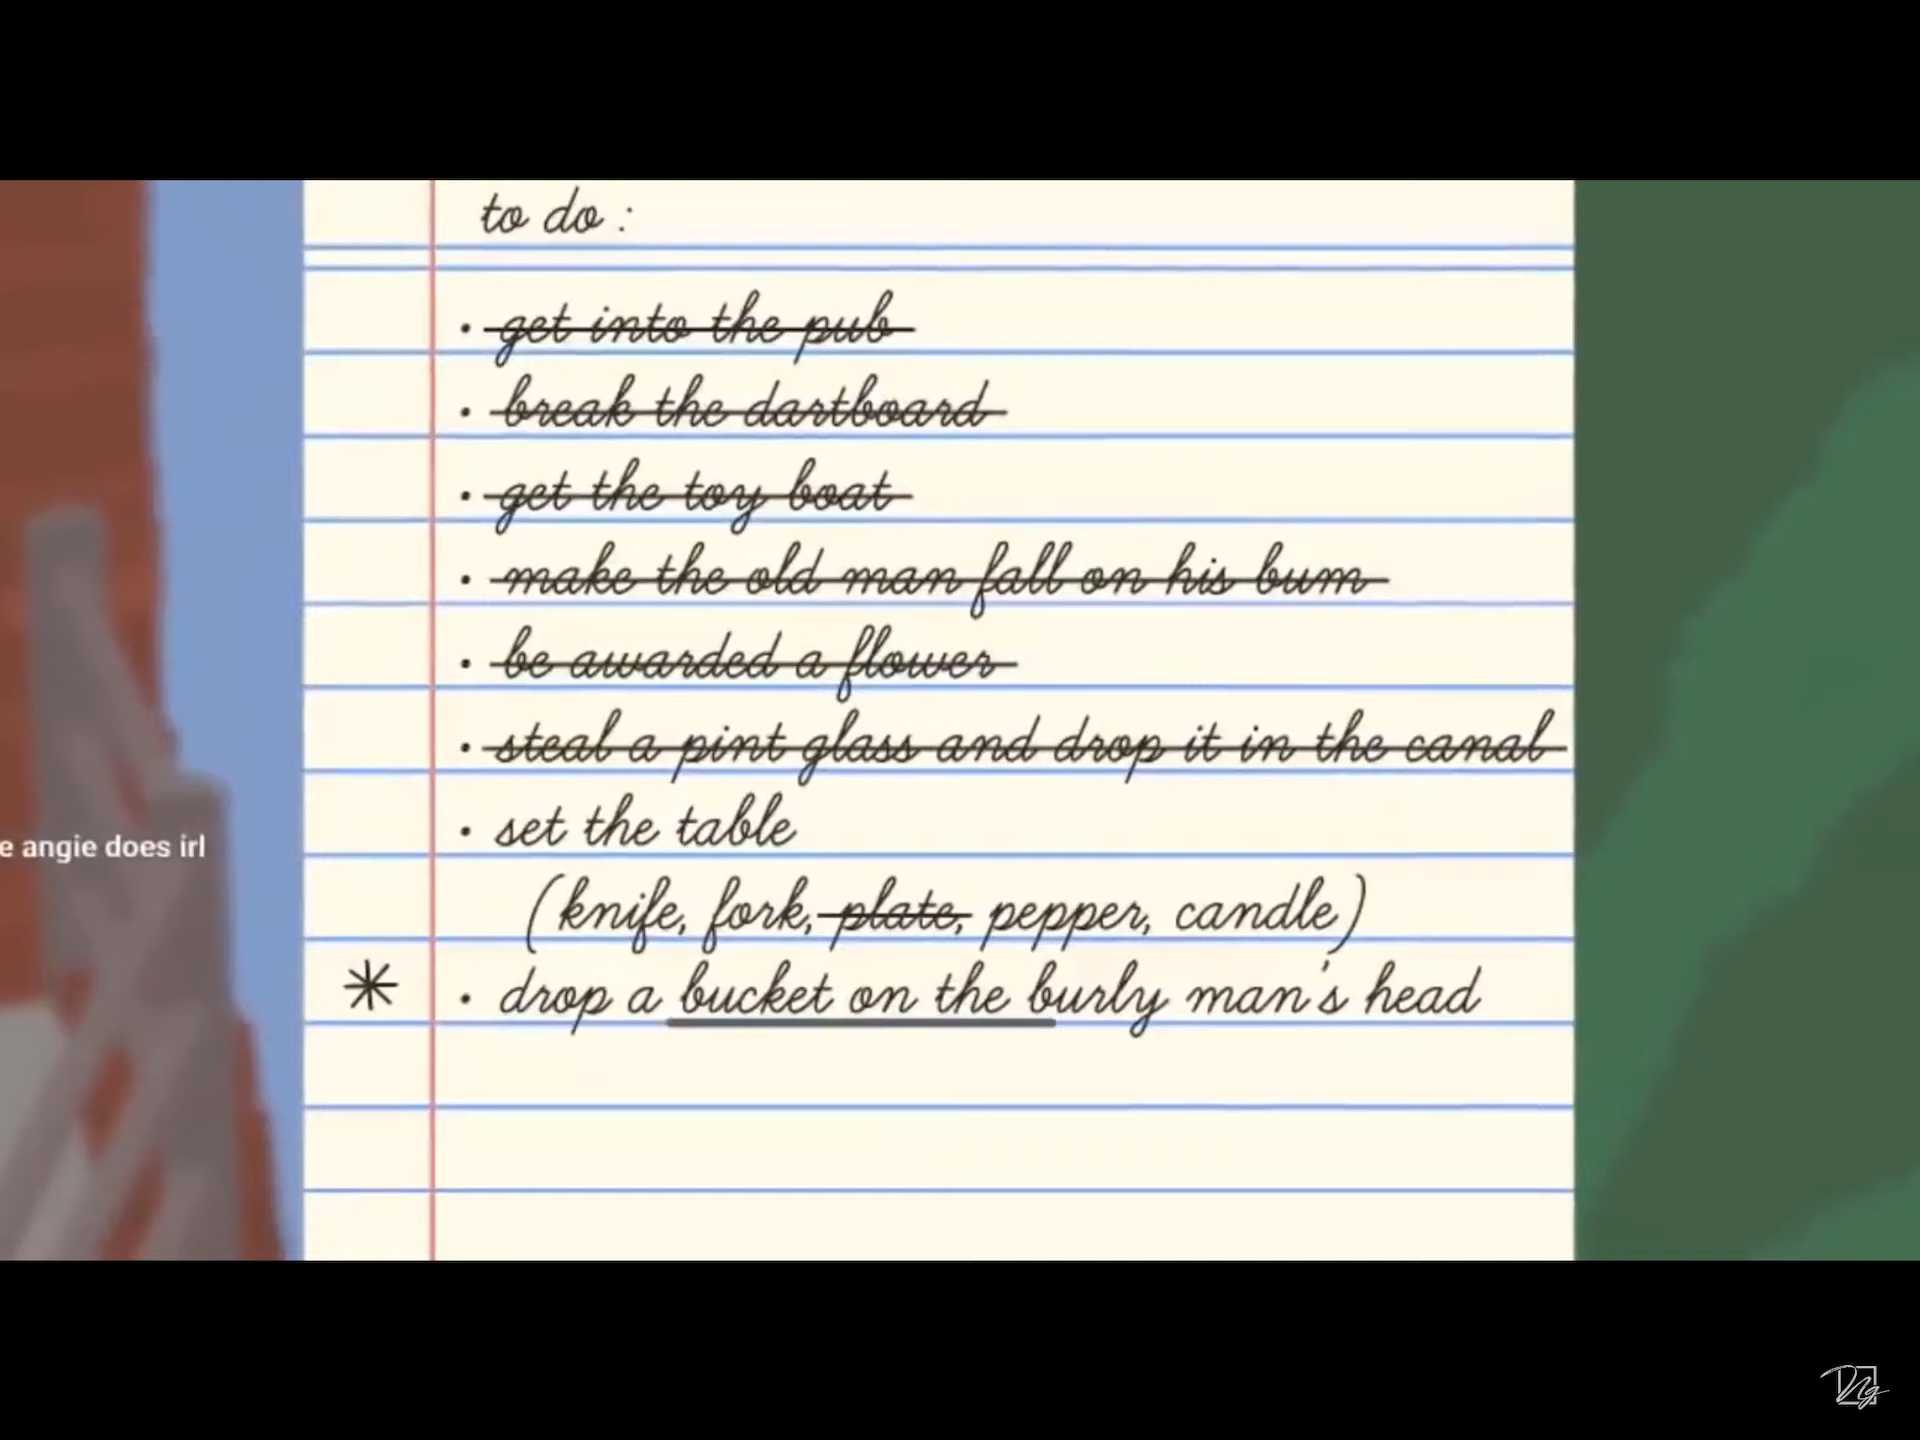 to do :
• get into the pub
• break the dartboard
• get the toy boat
• make the old man fall on his bum
• be awarded a flower
• steal a pint glass and drop it in the canal
• set the table
e angie does irl
(knife, fork, plate, pepper, candle)
* • drop a bucket on the burly man's head